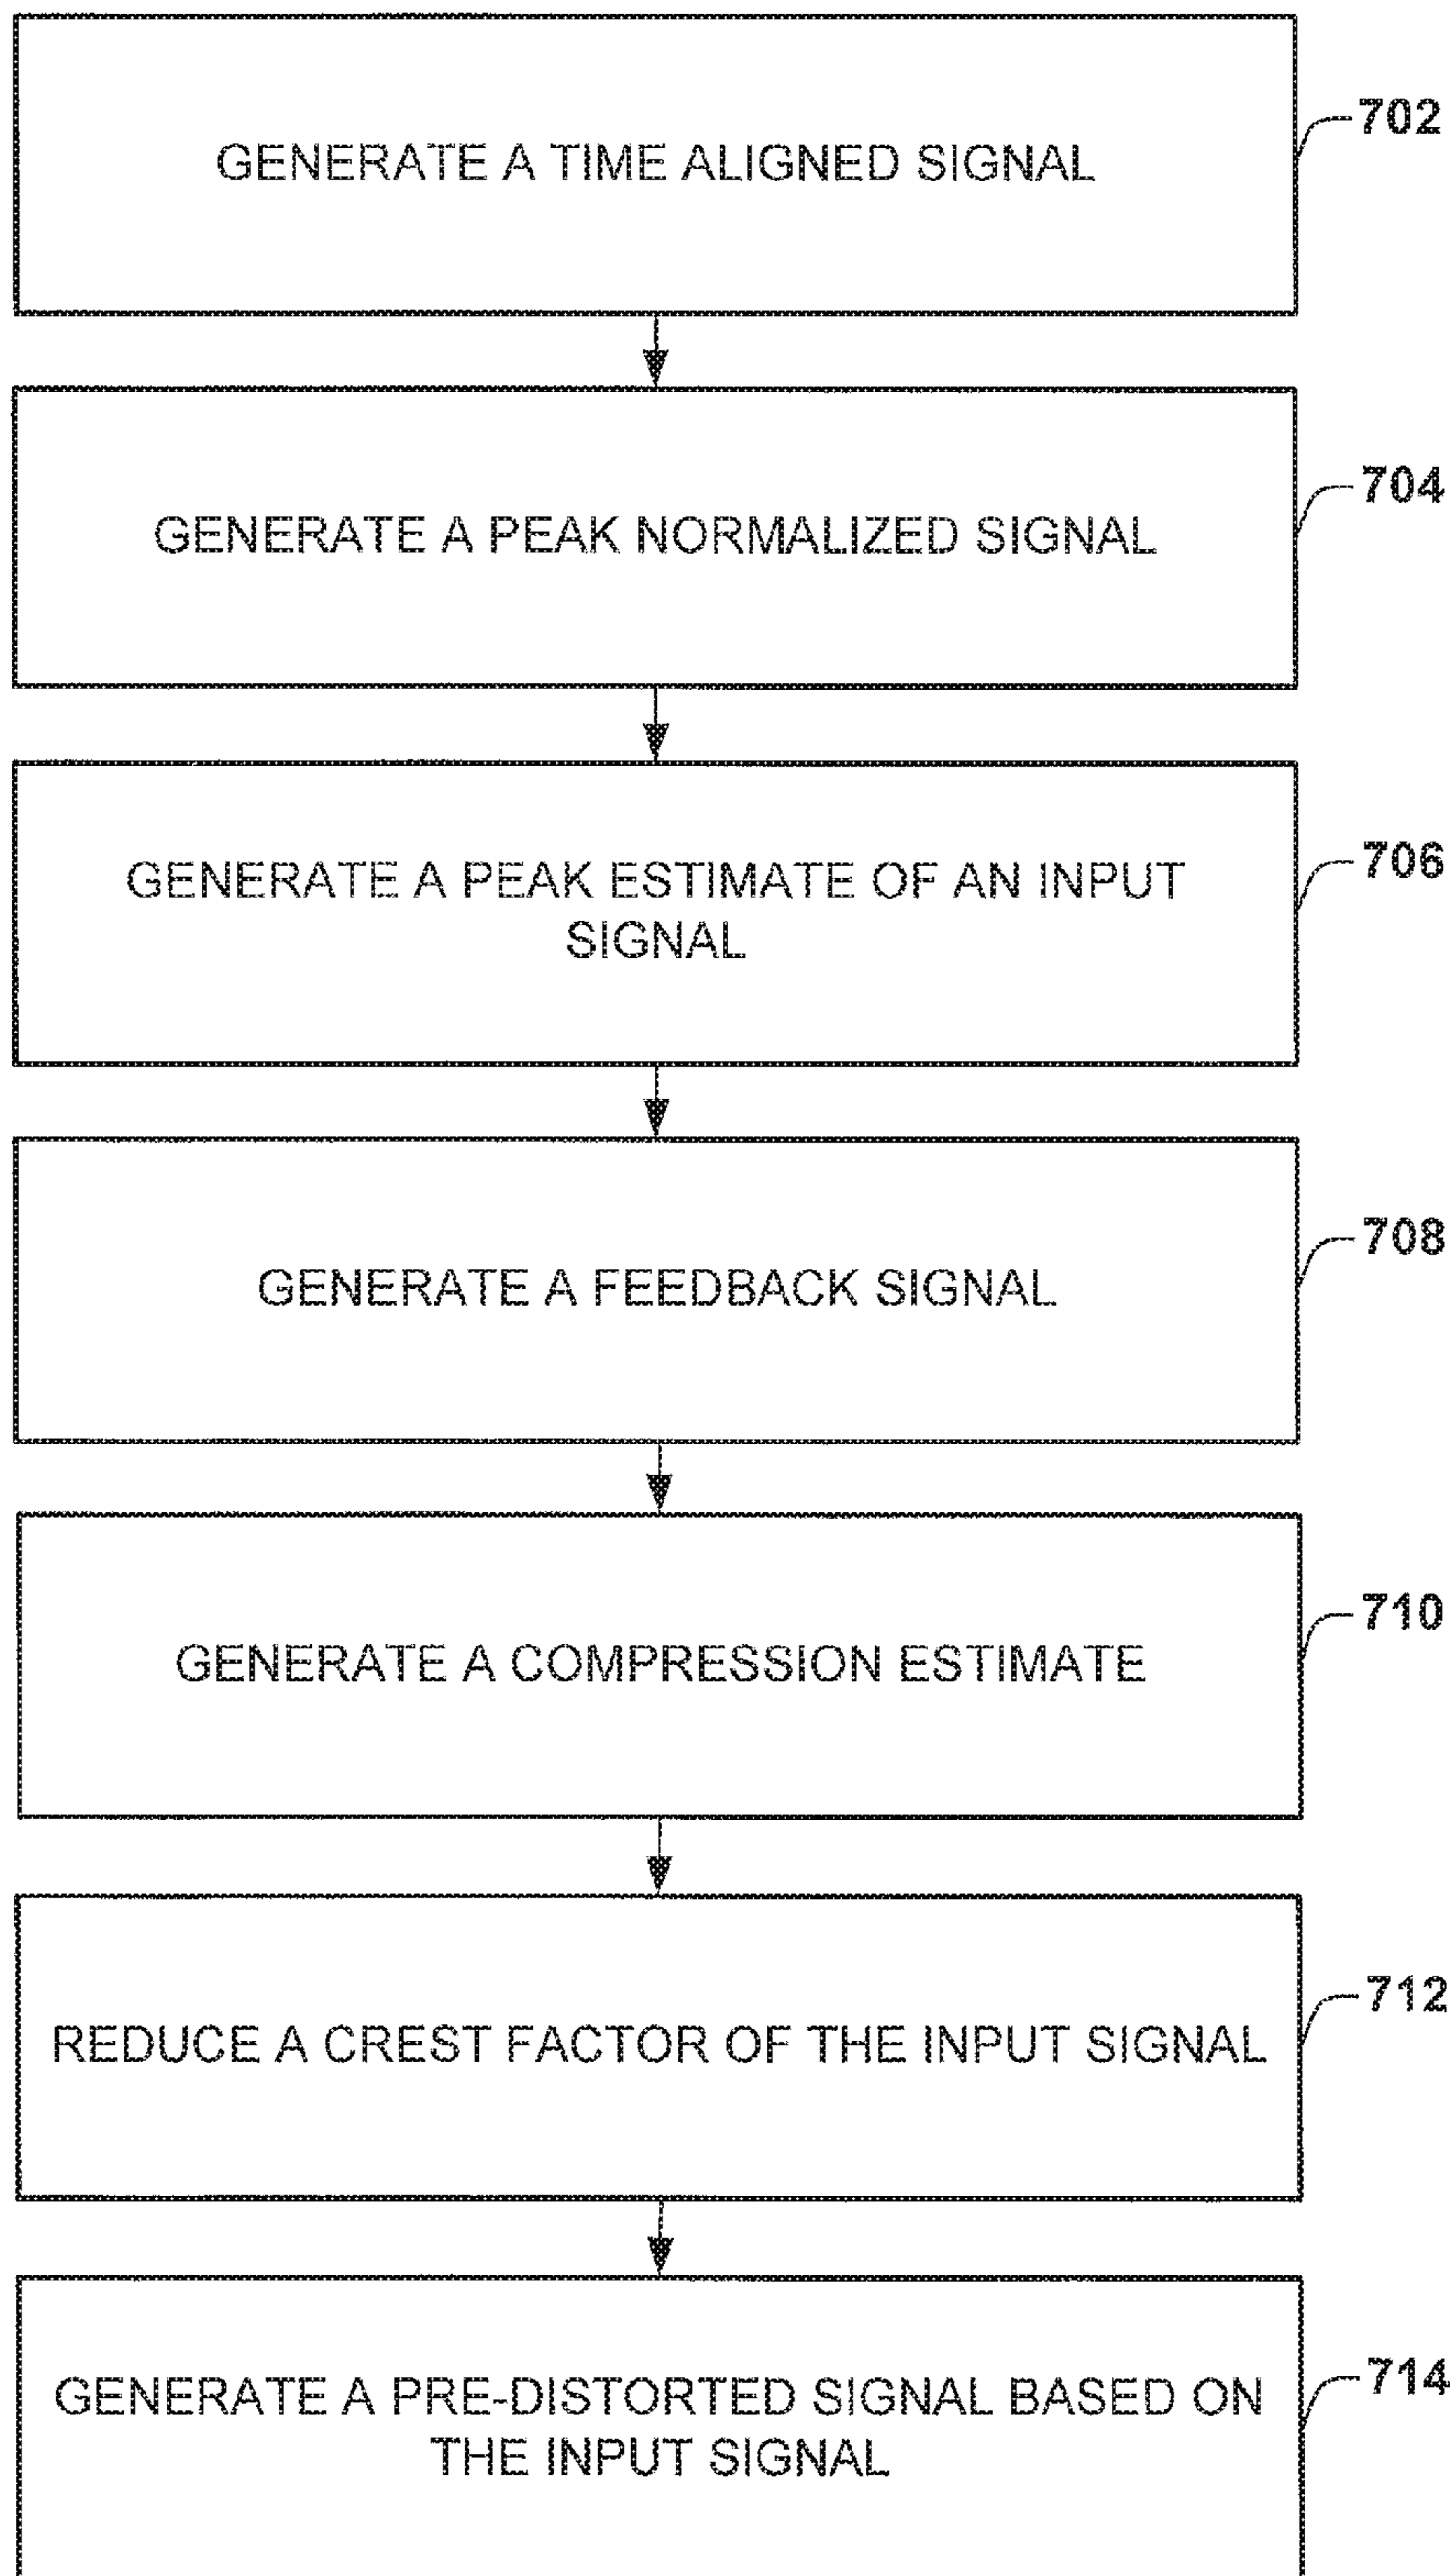 GENERATE A TIME ALIGNED SIGNAL
702
GENERATE A PEAK NORMALIZED SIGNAL
704
GENERATE A PEAK ESTIMATE OF AN INPUT
SIGNAL
706
GENERATE A FEEDBACK SIGNAL
708
GENERATE A COMPRESSION ESTIMATE
710
REDUCE A CREST FACTOR OF THE INPUT SIGNAL
712
GENERATE A PRE-DISTORTED SIGNAL BASED ON
THE INPUT SIGNAL
714